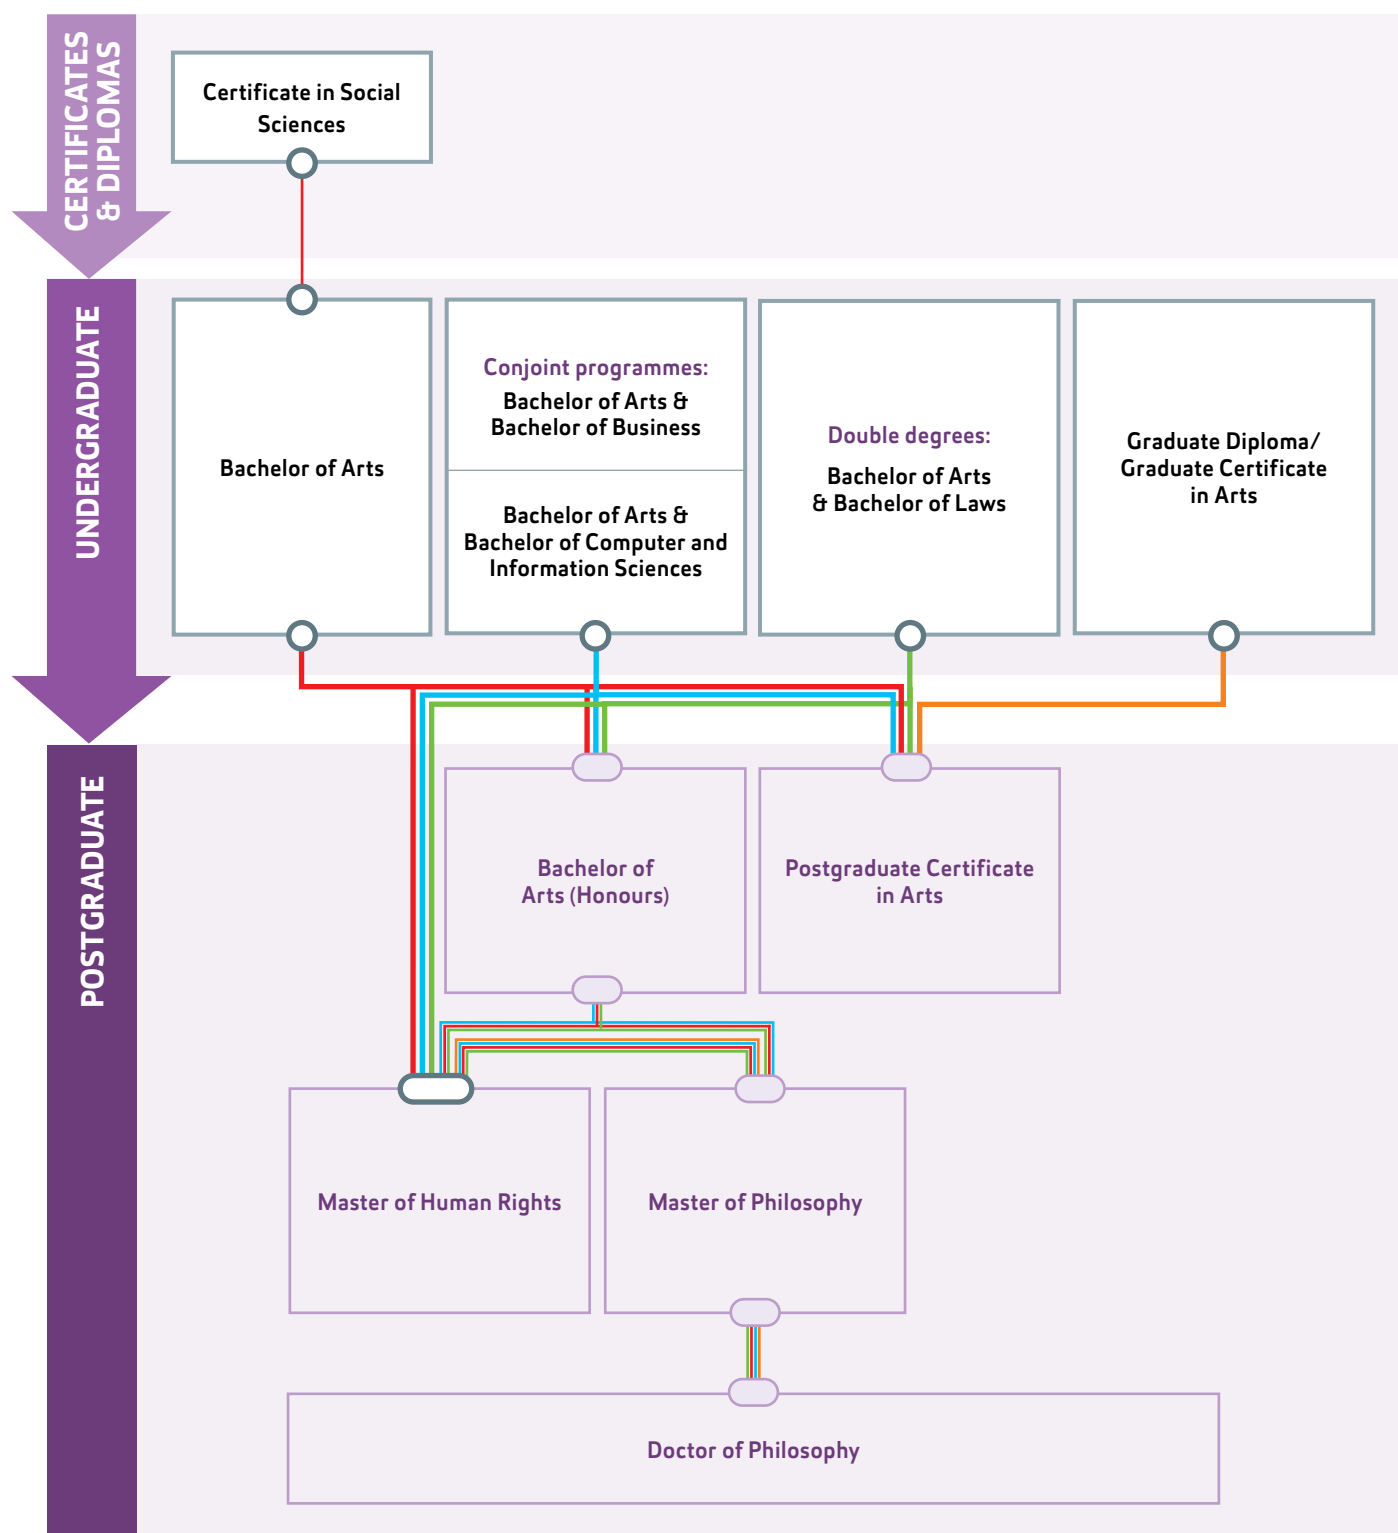 CERTIFICATES
& DIPLOMAS
Certificate in Social
Sciences
UNDERGRADUATE
Bachelor of Arts
Conjoint programmes:
Bachelor of Arts &
Bachelor of Business
Bachelor of Arts &
Bachelor of Computer and
Information Sciences
Double degrees:
Bachelor of Arts
& Bachelor of Laws
Graduate Diploma/
Graduate Certificate
in Arts
POSTGRADUATE
Bachelor of
Arts (Honours)
Postgraduate Certificate
in Arts
Master of Human Rights
Master of Philosophy
Doctor of Philosophy